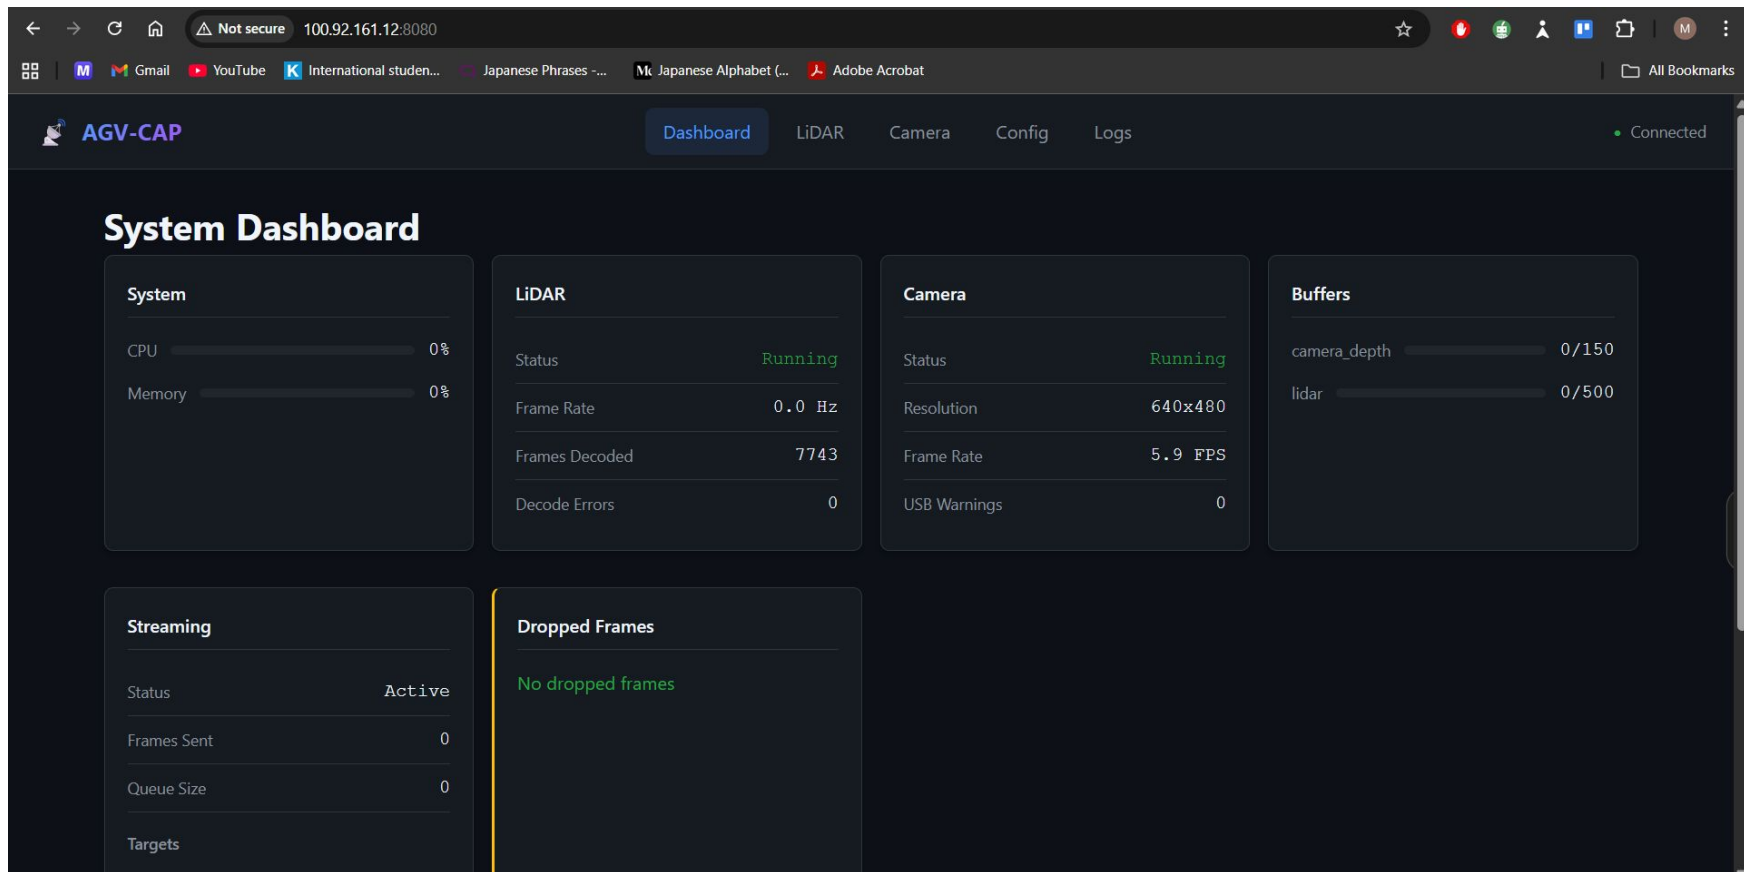 Not secure 100.92.161.12:8080
M
M Gmail YouTube K International studen... Japanese Phrases -... Japanese Alphabet (... Adobe Acrobat All Bookmarks
AGV-CAP Dashboard LiDAR Camera Config Logs Connected
System Dashboard
System
CPU 0%
Memory 0%
LiDAR
Status Running
Frame Rate 0.0 Hz
Frames Decoded 7743
Decode Errors 0
Camera
Status Running
Resolution 640x480
Frame Rate 5.9 FPS
USB Warnings 0
Buffers
camera_depth 0/150
lidar 0/500
Streaming
Status Active
Frames Sent 0
Queue Size 0
Targets
Dropped Frames
No dropped frames